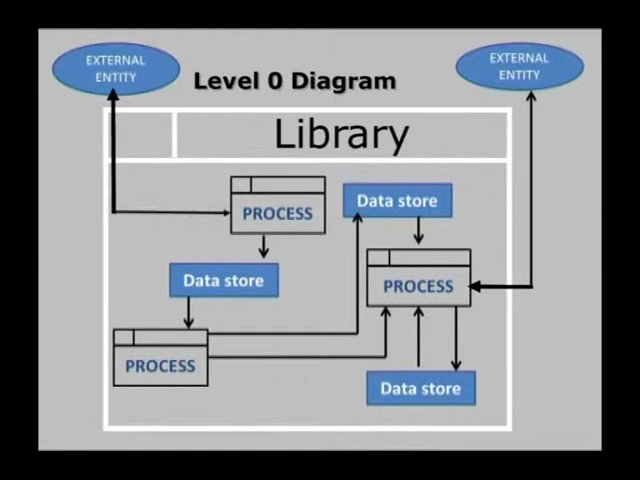 EXTERNAL
ENTITY
EXTERNAL
ENTITY
Level 0 Diagram
Library
Data store
PROCESS
Data store
PROCESS
PROCESS
Data store